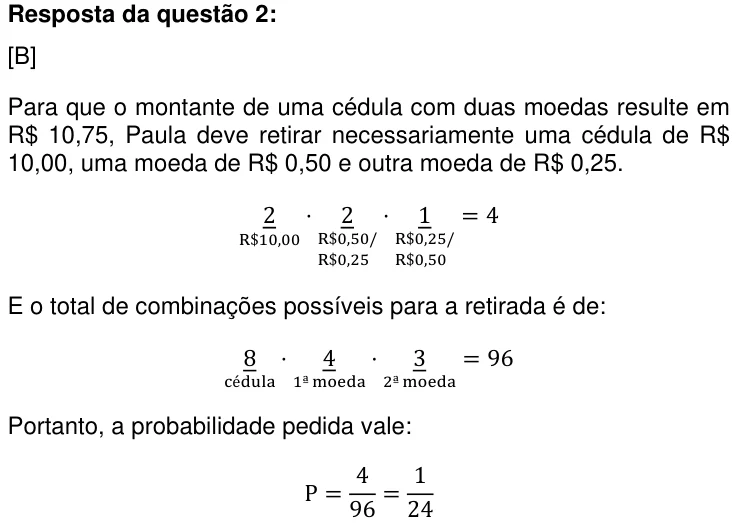 Resposta da questão 2:
[B]
Para que o montante de uma cédula com duas moedas resulte em
R$ 10,75, Paula deve retirar necessariamente uma cédula de R$
10,00, uma moeda de R$ 0,50 e outra moeda de R$ 0,25.
2 · 2 · 1 = 4
R$10,00 R$0,50/ R$0,25/
R$0,25 R$0,50
E o total de combinações possíveis para a retirada é de:
8 · 4 · 3 = 96
cédula 1ª moeda 2ª moeda
Portanto, a probabilidade pedida vale:
P = 4/96 = 1/24